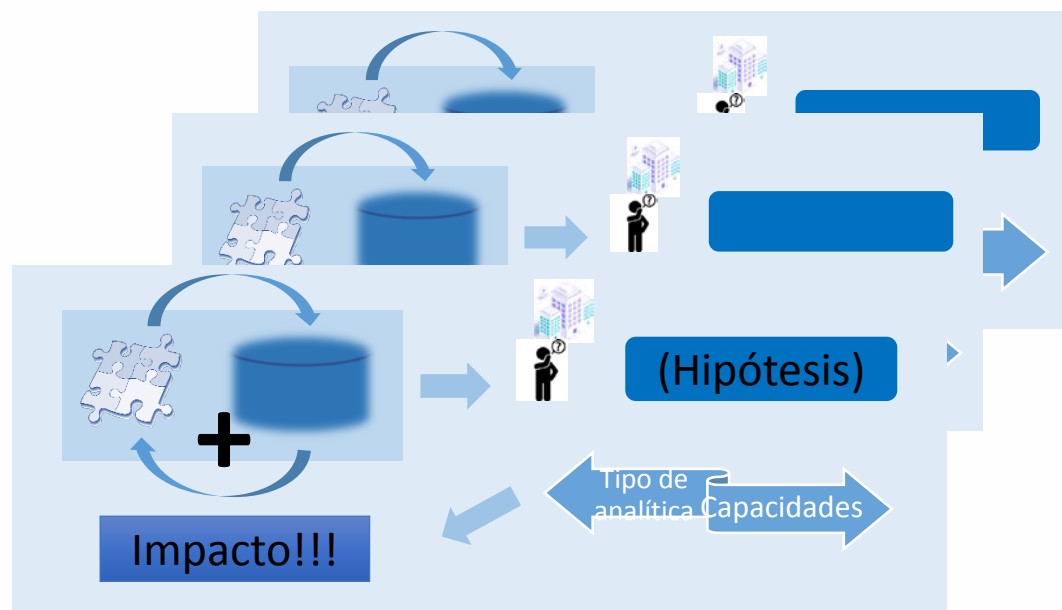 ?
?
?
(Hipótesis)
Tipo de
analítica
Capacidades
Impacto!!!